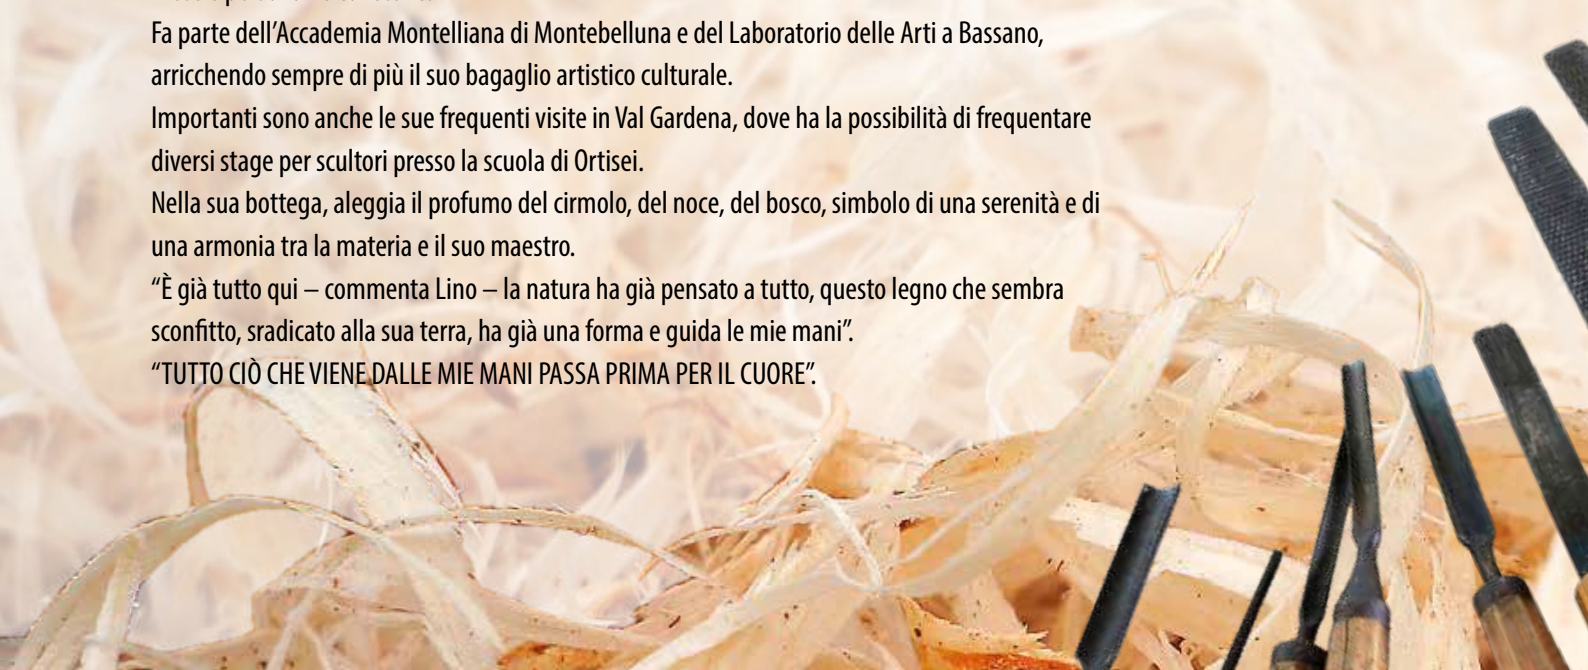 Fa parte dell’Accademia Montelliana di Montebelluna e del Laboratorio delle Arti a Bassano,
arricchendo sempre di più il suo bagaglio artistico culturale.
Importanti sono anche le sue frequenti visite in Val Gardena, dove ha la possibilità di frequentare
diversi stage per scultori presso la scuola di Ortisei.
Nella sua bottega, aleggia il profumo del cirmolo, del noce, del bosco, simbolo di una serenità e di
una armonia tra la materia e il suo maestro.
“È già tutto qui – commenta Lino – la natura ha già pensato a tutto, questo legno che sembra
sconfitto, sradicato alla sua terra, ha già una forma e guida le mie mani”.
“TUTTO CIÒ CHE VIENE DALLE MIE MANI PASSA PRIMA PER IL CUORE”.